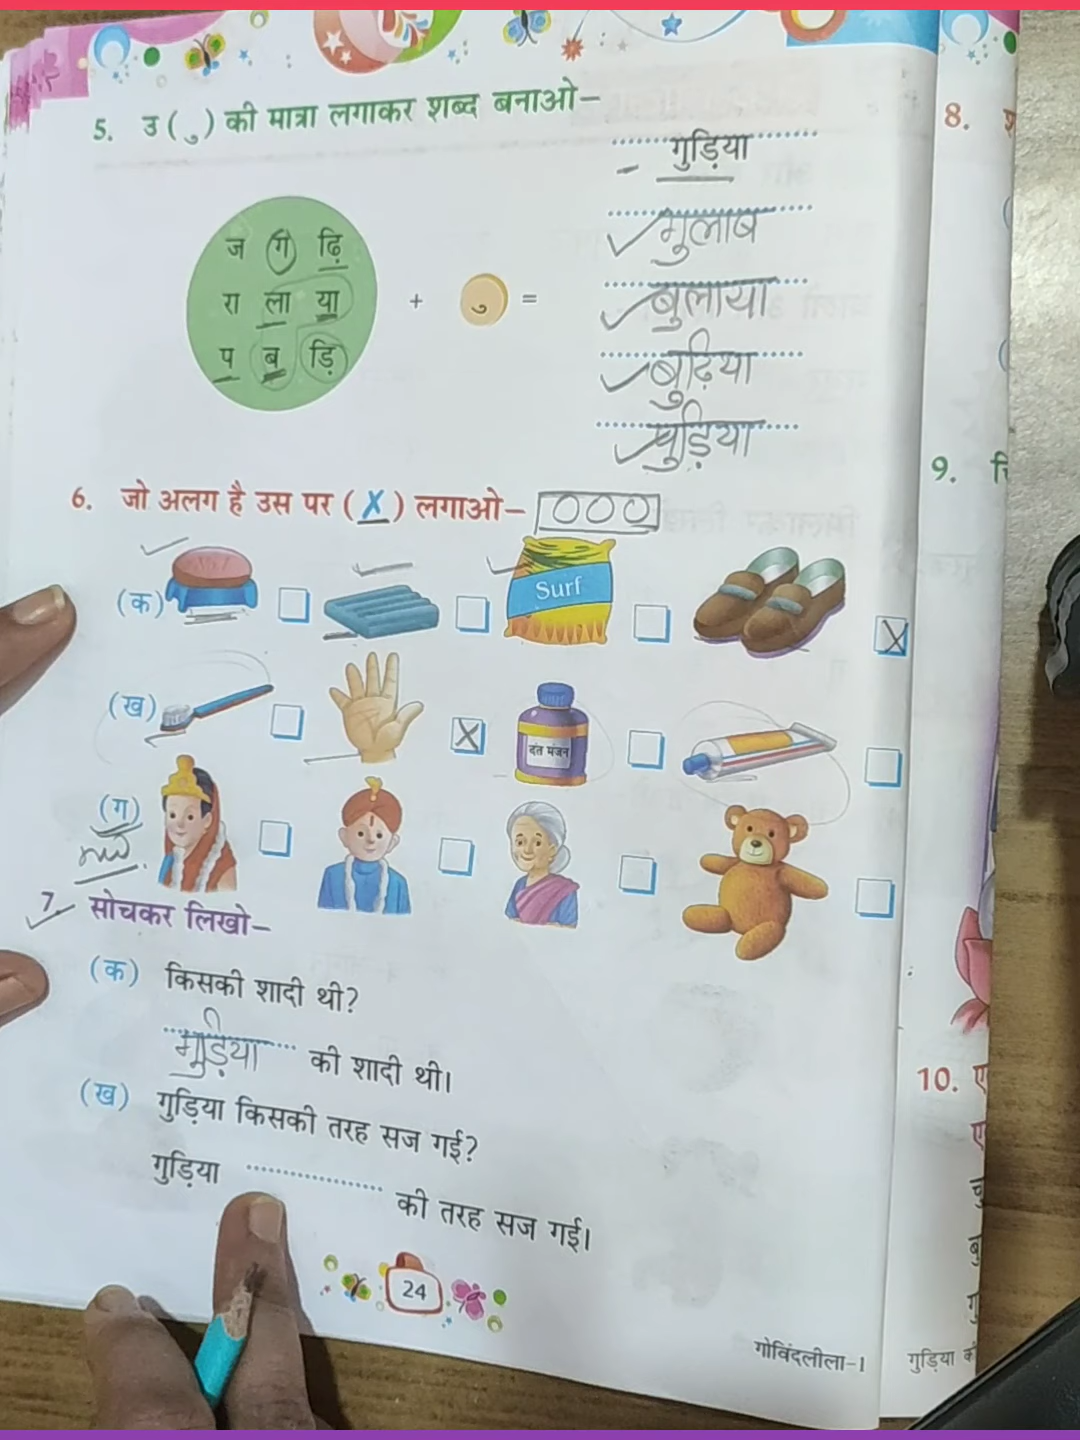 5. उ ( ु ) की मात्रा लगाकर शब्द बनाओ–
गुड़िया
ज ग ढ़ि
रा ला या
प ब ड़ि
+ ु =
गुलाब
बुलाया
बुढ़िया
पुड़िया
6. जो अलग है उस पर (X) लगाओ–
(क) Surf X
(ख) X दंत मंजन
(ग)
7. सोचकर लिखो–
(क) किसकी शादी थी?
गुड़िया की शादी थी।
(ख) गुड़िया किसकी तरह सज गई?
गुड़िया ............... की तरह सज गई।
24
गोविंदलीला-1
8.
9.
10.
गुड़िया